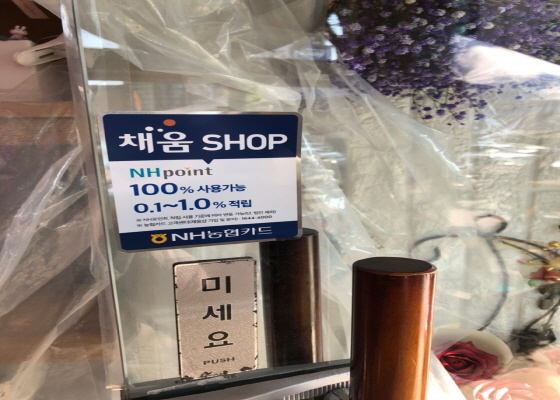 채움 SHOP
NHpoint
100% 사용가능
0.1~1.0% 적립
NH농협카드
미세요
PUSH